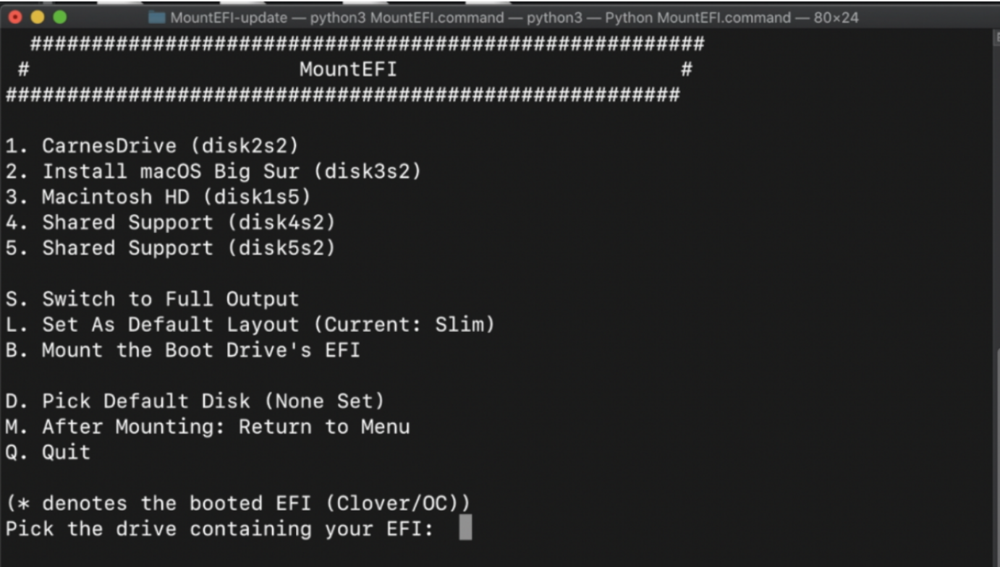 MountEFI-update — python3 MountEFI.command — python3 — Python MountEFI.command — 80×24
#######################################################
# MountEFI #
#######################################################
1. CarnesDrive (disk2s2)
2. Install macOS Big Sur (disk3s2)
3. Macintosh HD (disk1s5)
4. Shared Support (disk4s2)
5. Shared Support (disk5s2)
S. Switch to Full Output
L. Set As Default Layout (Current: Slim)
B. Mount the Boot Drive's EFI
D. Pick Default Disk (None Set)
M. After Mounting: Return to Menu
Q. Quit
(* denotes the booted EFI (Clover/OC))
Pick the drive containing your EFI: